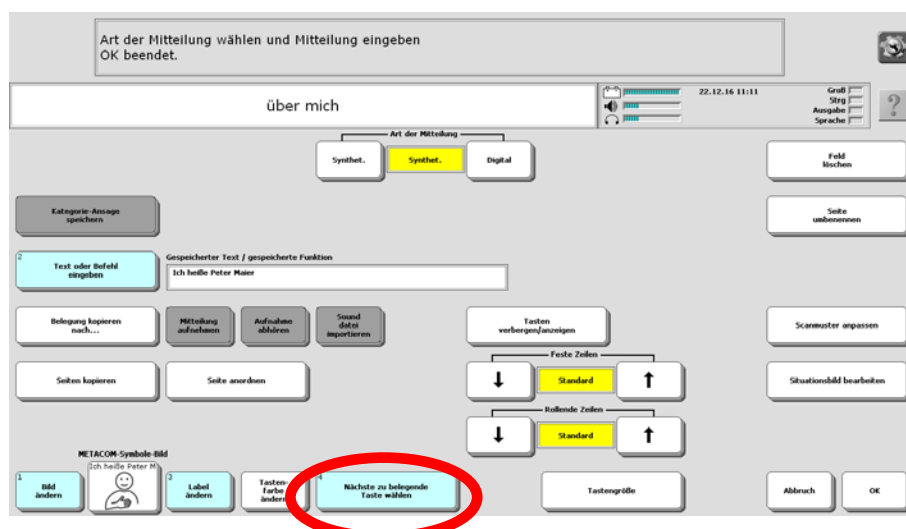 Art der Mitteilung wählen und Mitteilung eingeben
OK beendet.
über mich
22.12.16 11:11
Groß
Strg
Ausgabe
Sprache
?
Art der Mitteilung
Synthet.
Synthet.
Digital
Feld
löschen
Kategorie-Ansage
speichern
Seite
umbenennen
2
Text oder Befehl
eingeben
Gespeicherter Text / gespeicherte Funktion
Ich heiße Peter Maier
Belegung kopieren
nach...
Mitteilung
aufnehmen
Aufnahme
abhören
Sound
datei
importieren
Tasten
verbergen/anzeigen
Scanmuster anpassen
Seiten kopieren
Seite anordnen
Feste Zeilen
↓
Standard
↑
Situationsbild bearbeiten
Rollende Zeilen
↓
Standard
↑
METACOM-Symbole-Bild
1
Bild
ändern
Ich heiße Peter M
3
Label
ändern
Tasten-
farbe
ändern
4
Nächste zu belegende
Taste wählen
Tastengröße
Abbruch
OK